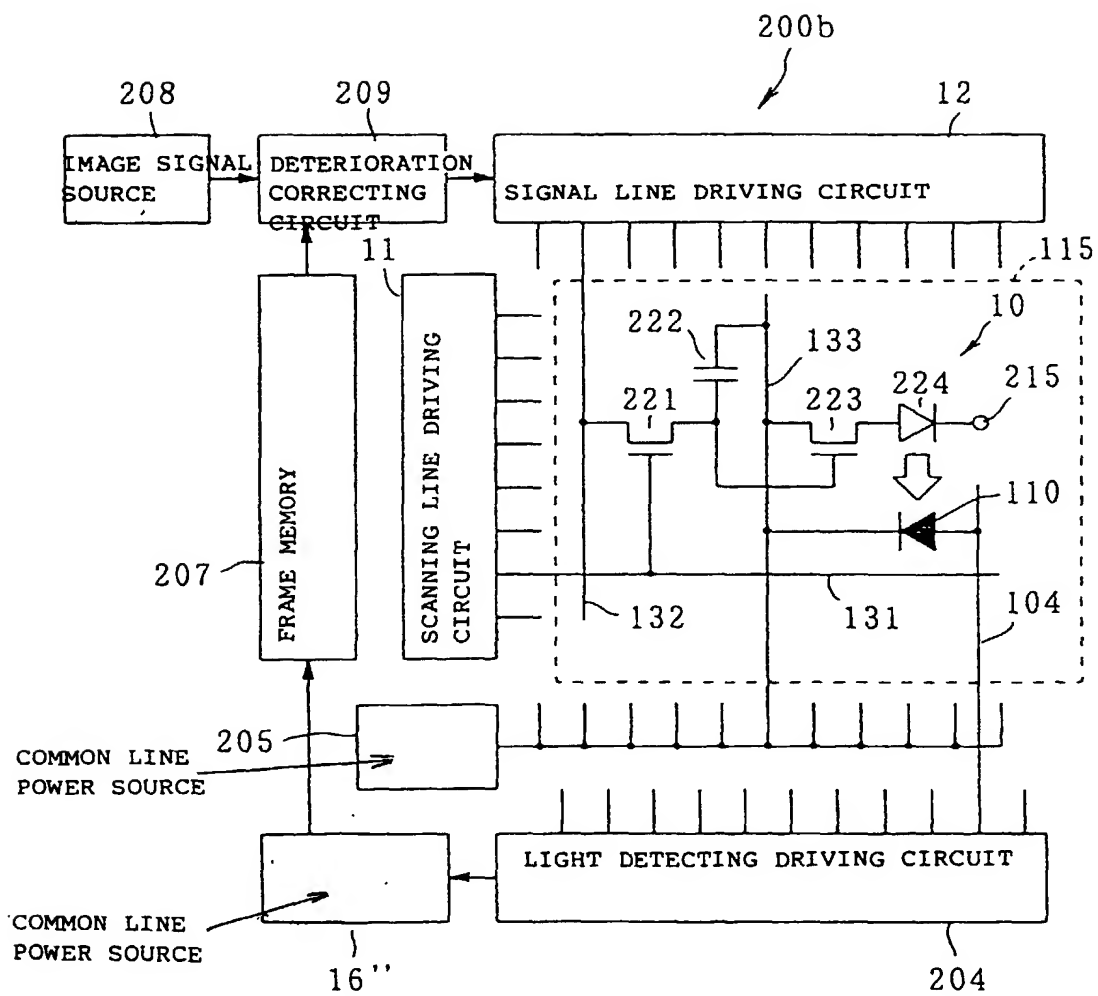 200b
208
209
12
IMAGE SIGNAL
SOURCE
DETERIORATION
CORRECTING
CIRCUIT
SIGNAL LINE DRIVING CIRCUIT
11
115
10
222
133
224
215
221
223
110
FRAME MEMORY
SCANNING LINE DRIVING
CIRCUIT
207
132
131
104
205
COMMON LINE
POWER SOURCE
LIGHT DETECTING DRIVING CIRCUIT
COMMON LINE
POWER SOURCE
16''
204